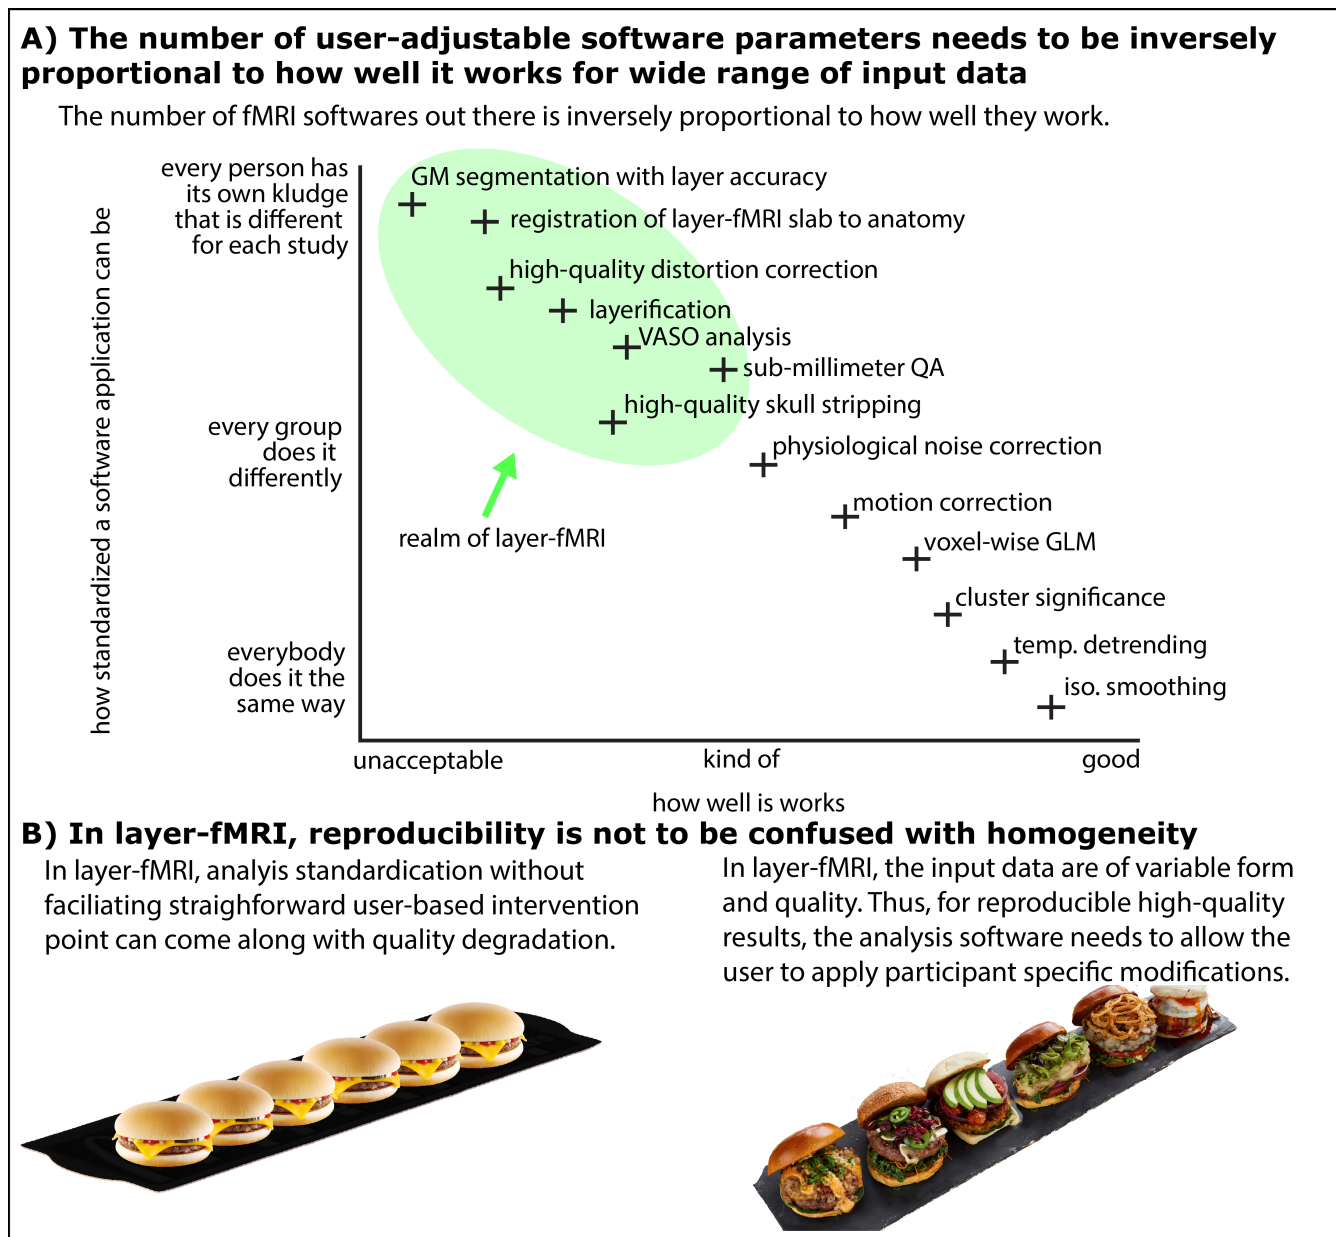 A) The number of user-adjustable software parameters needs to be inversely
proportional to how well it works for wide range of input data
The number of fMRI softwares out there is inversely proportional to how well they work.
how standardized a software application can be
every person has
its own kludge
that is different
for each study
every group
does it
differently
everybody
does it the
same way
GM segmentation with layer accuracy
registration of layer-fMRI slab to anatomy
high-quality distortion correction
layerification
VASO analysis
sub-millimeter QA
high-quality skull stripping
physiological noise correction
motion correction
voxel-wise GLM
cluster significance
temp. detrending
iso. smoothing
realm of layer-fMRI
unacceptable
kind of
good
how well is works
B) In layer-fMRI, reproducibility is not to be confused with homogeneity
In layer-fMRI, analyis standardication without
faciliating straighforward user-based intervention
point can come along with quality degradation.
In layer-fMRI, the input data are of variable form
and quality. Thus, for reproducible high-quality
results, the analysis software needs to allow the
user to apply participant specific modifications.